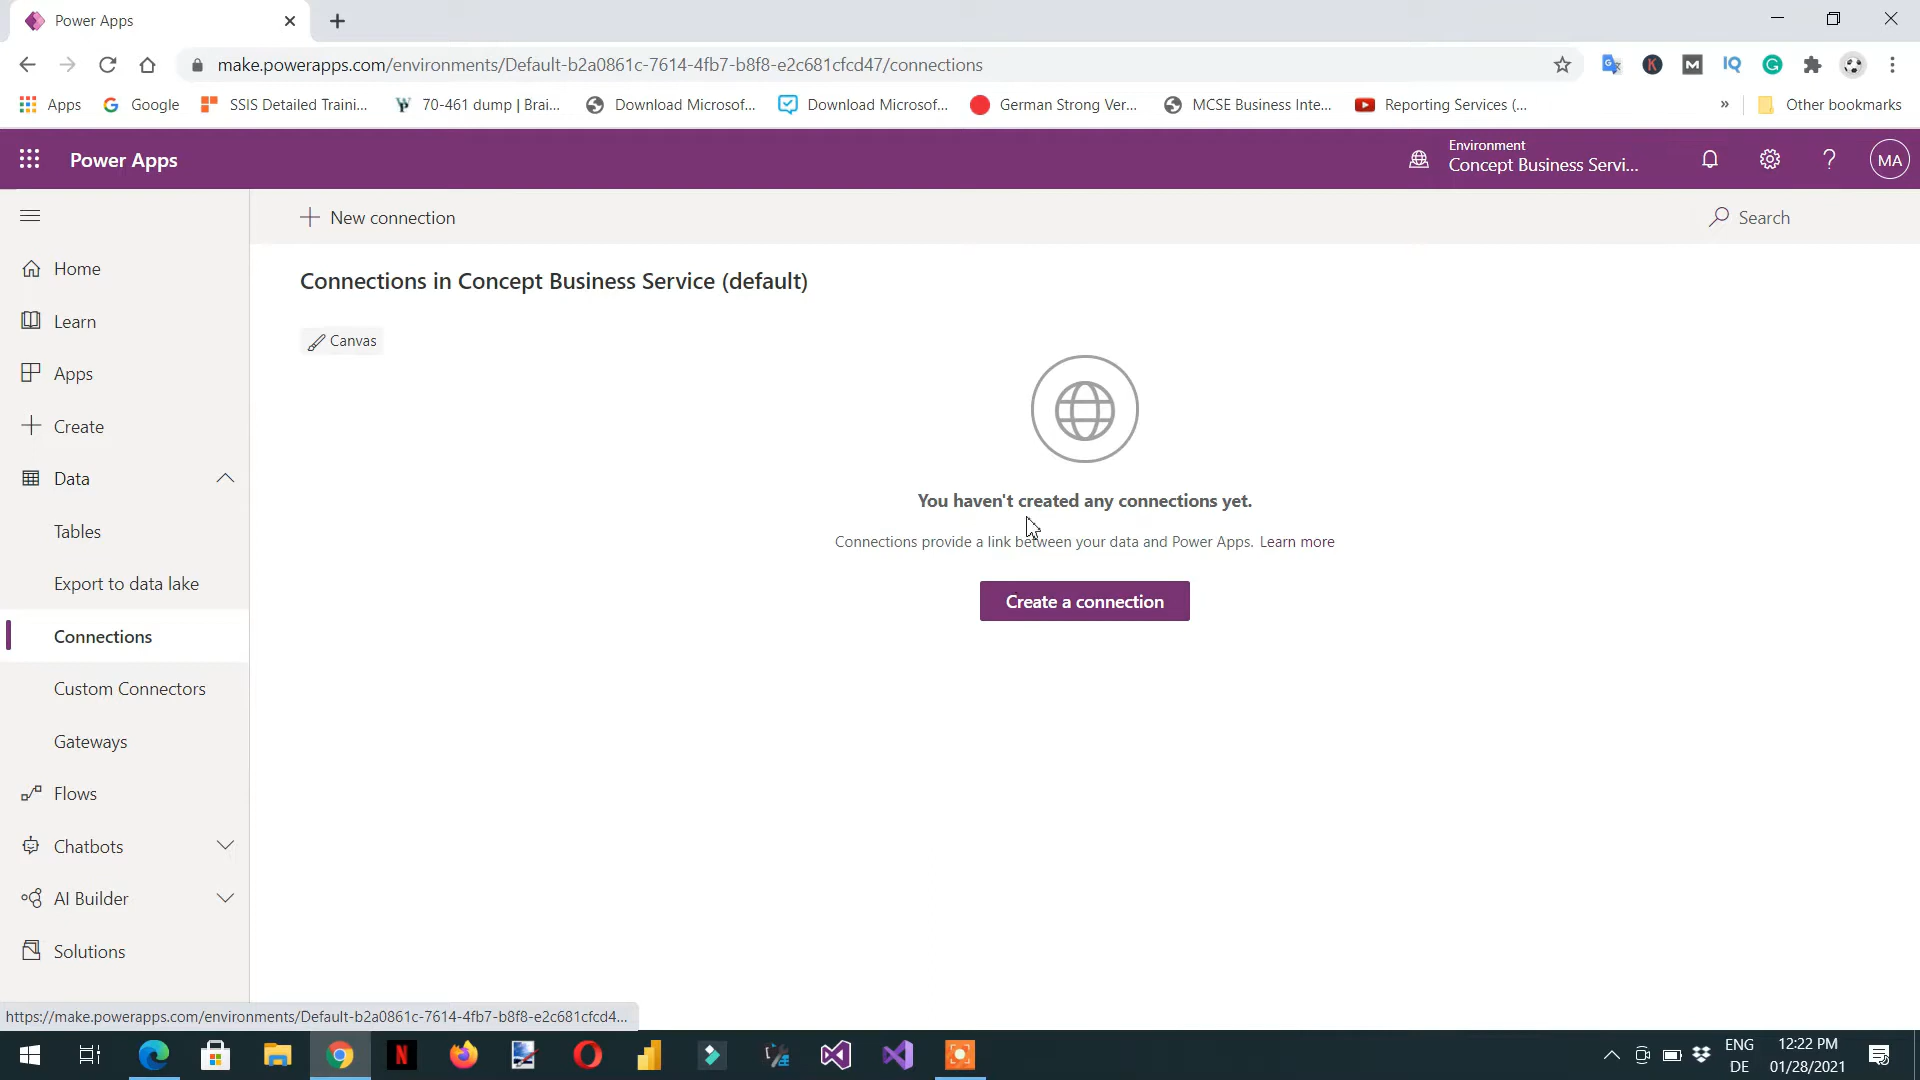 Power Apps
make.powerapps.com/environments/Default-b2a0861c-7614-4fb7-b8f8-e2c681cfcd47/connections
Apps Google SSIS Detailed Traini... 70-461 dump | Brai... Download Microsof... Download Microsof... German Strong Ver... MCSE Business Inte... Reporting Services (... » Other bookmarks
Power Apps
Environment
Concept Business Servi...
? MA
New connection
Search
Home
Learn
Apps
Create
Data
Tables
Export to data lake
Connections
Custom Connectors
Gateways
Flows
Chatbots
AI Builder
Solutions
Connections in Concept Business Service (default)
Canvas
You haven't created any connections yet.
Connections provide a link between your data and Power Apps. Learn more
Create a connection
https://make.powerapps.com/environments/Default-b2a0861c-7614-4fb7-b8f8-e2c681cfcd4...
ENG
DE
12:22 PM
01/28/2021